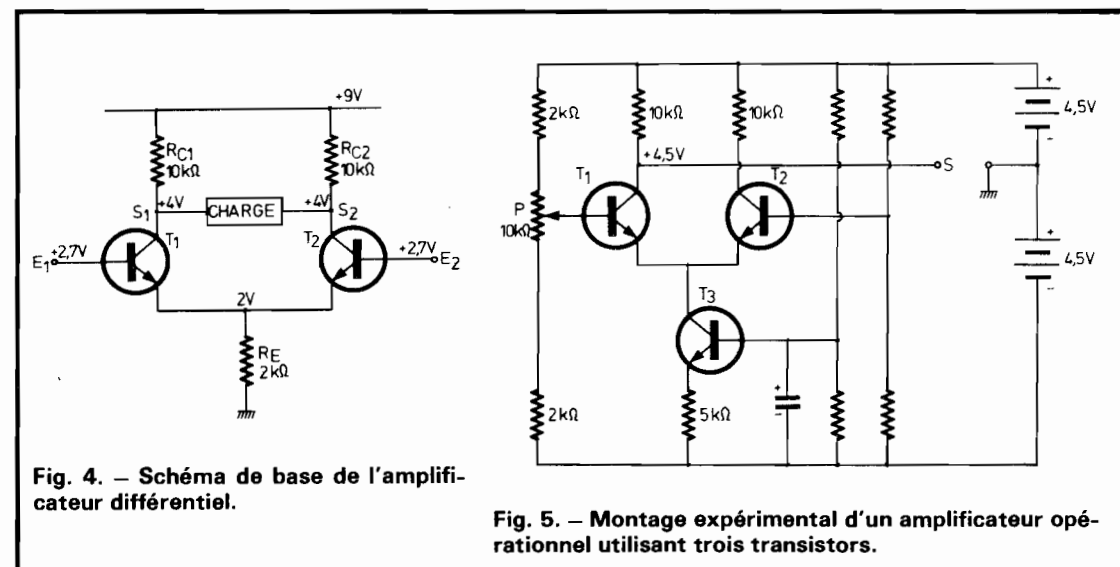 +9V
RC1
10kΩ
RC2
10kΩ
S1 +4V CHARGE +4V S2
T1
T2
E1 +2,7V
+2,7V E2
2V
RE
2kΩ
Fig. 4. — Schéma de base de l'amplifi-
cateur différentiel.
2kΩ
10kΩ
10kΩ
+
4,5V
-
+4,5V
S
T1
T2
P
10kΩ
+
4,5V
-
T3
2kΩ
5kΩ
+
-
Fig. 5. — Montage expérimental d'un amplificateur opé-
rationnel utilisant trois transistors.